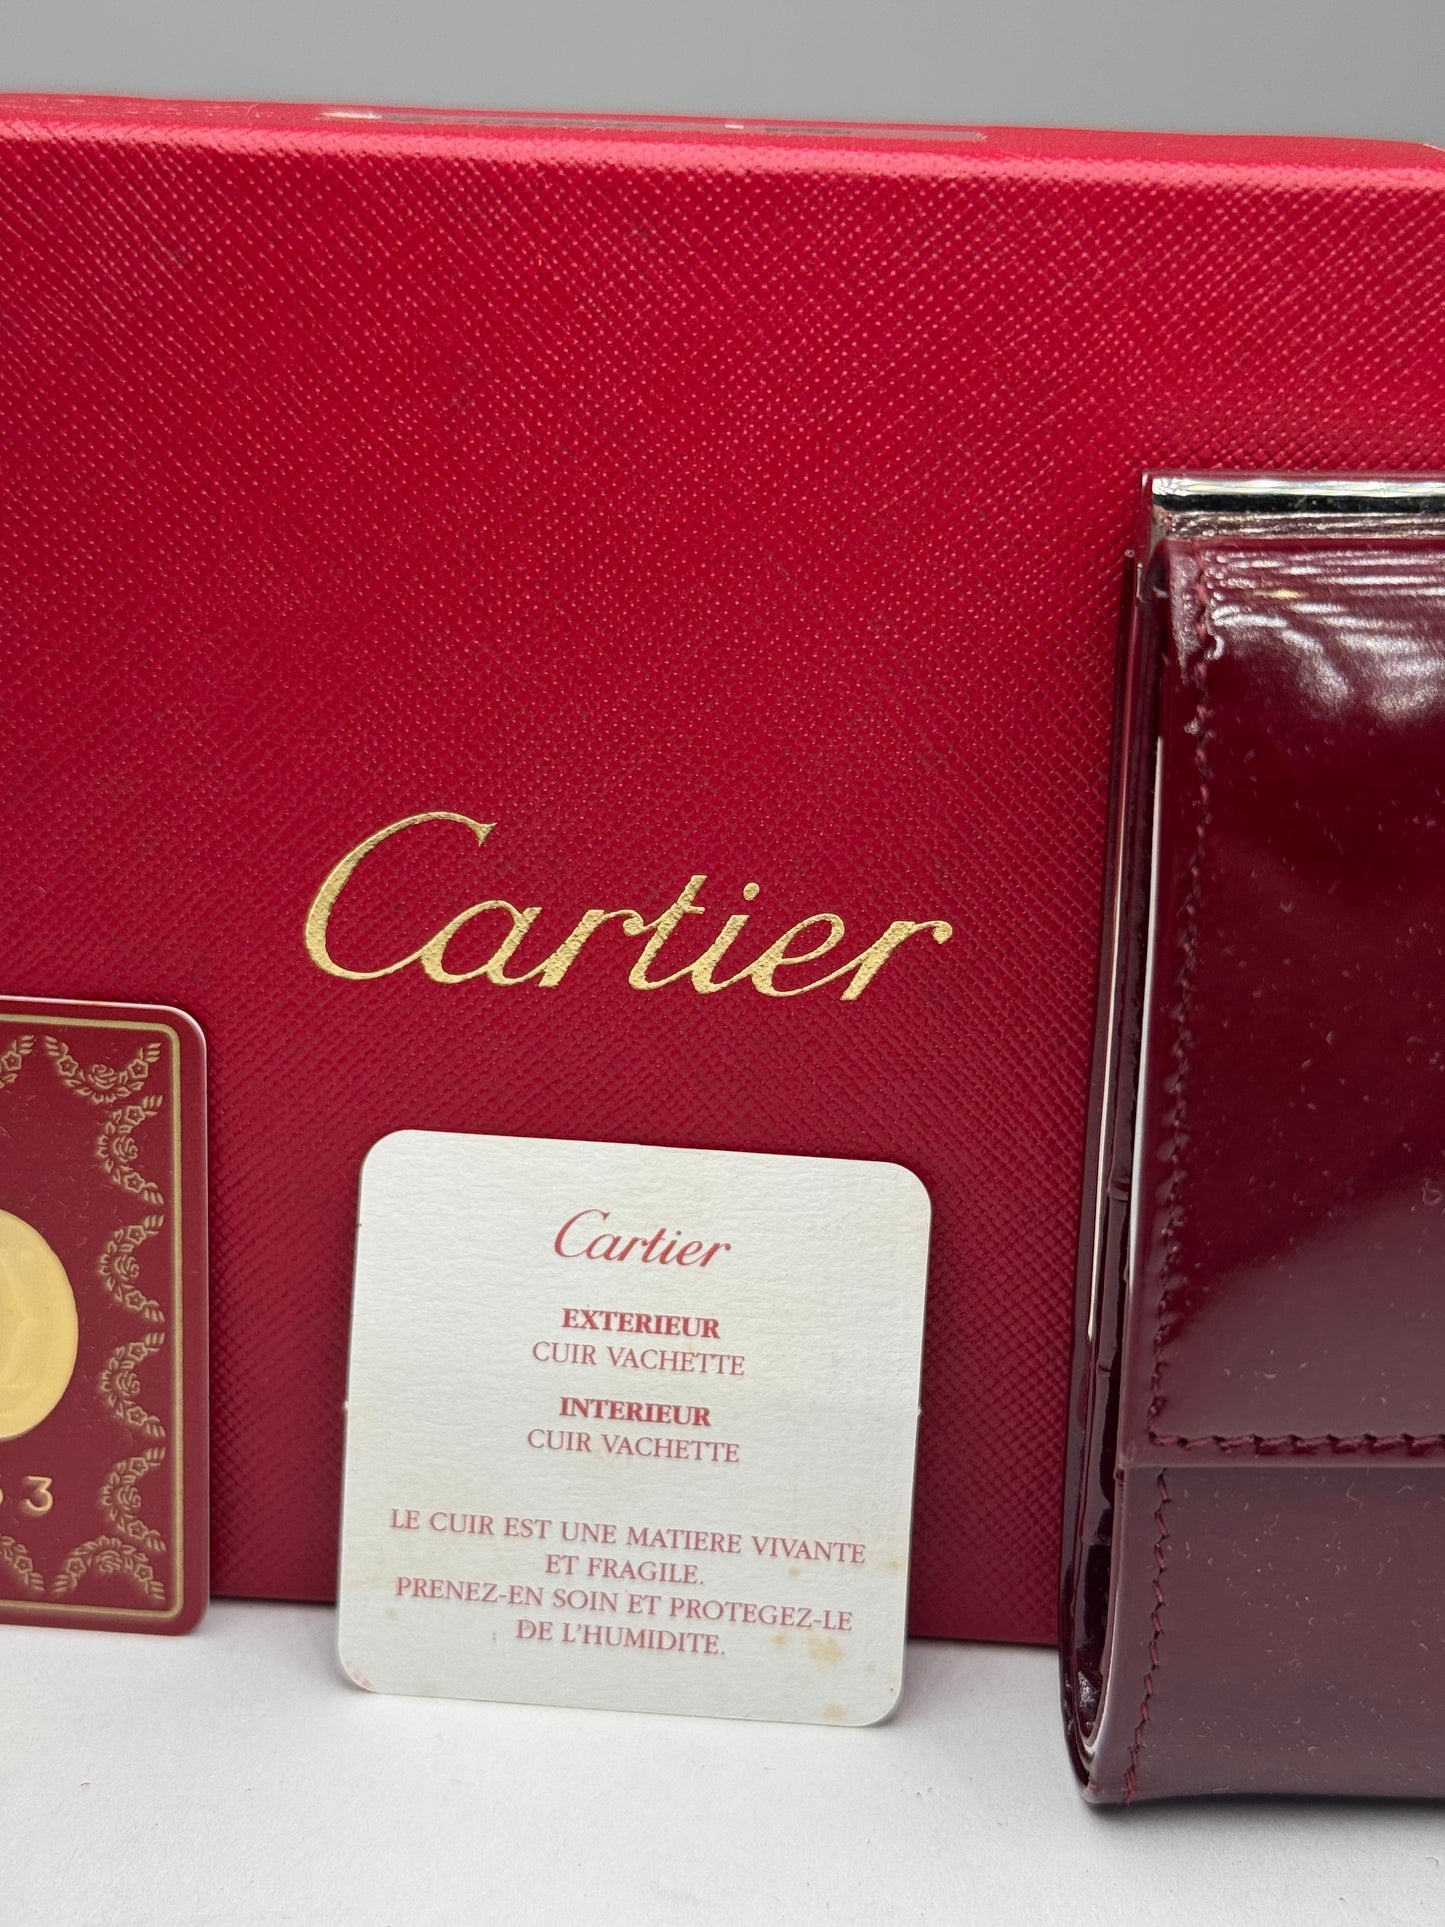 Cartier
Cartier
EXTERIEUR
CUIR VACHETTE
INTERIEUR
CUIR VACHETTE
LE CUIR EST UNE MATIERE VIVANTE
ET FRAGILE.
PRENEZ-EN SOIN ET PROTEGEZ-LE
DE L'HUMIDITE.
3